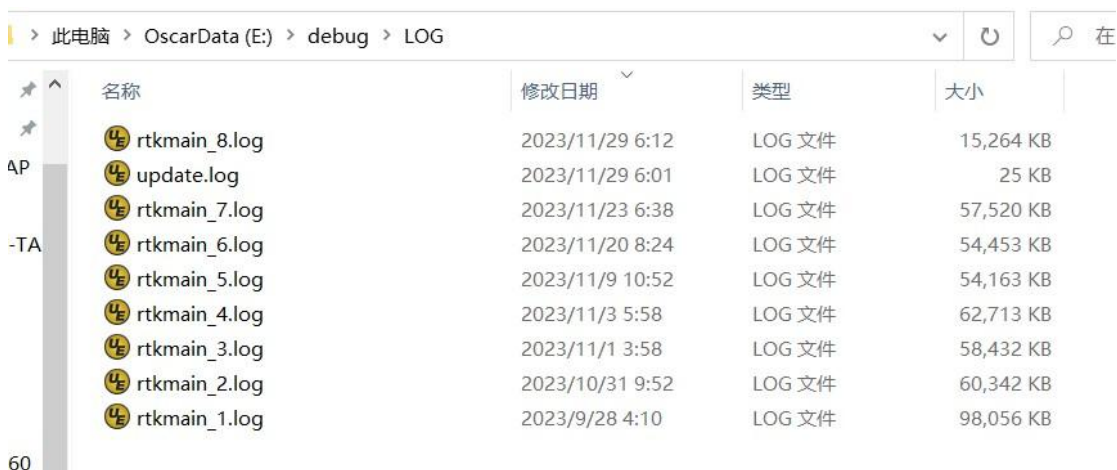 > 此电脑 > OscarData (E:) > debug > LOG 在
名称 修改日期 类型 大小
rtkmain_8.log 2023/11/29 6:12 LOG 文件 15,264 KB
AP update.log 2023/11/29 6:01 LOG 文件 25 KB
rtkmain_7.log 2023/11/23 6:38 LOG 文件 57,520 KB
-TA rtkmain_6.log 2023/11/20 8:24 LOG 文件 54,453 KB
rtkmain_5.log 2023/11/9 10:52 LOG 文件 54,163 KB
rtkmain_4.log 2023/11/3 5:58 LOG 文件 62,713 KB
rtkmain_3.log 2023/11/1 3:58 LOG 文件 58,432 KB
rtkmain_2.log 2023/10/31 9:52 LOG 文件 60,342 KB
rtkmain_1.log 2023/9/28 4:10 LOG 文件 98,056 KB
60